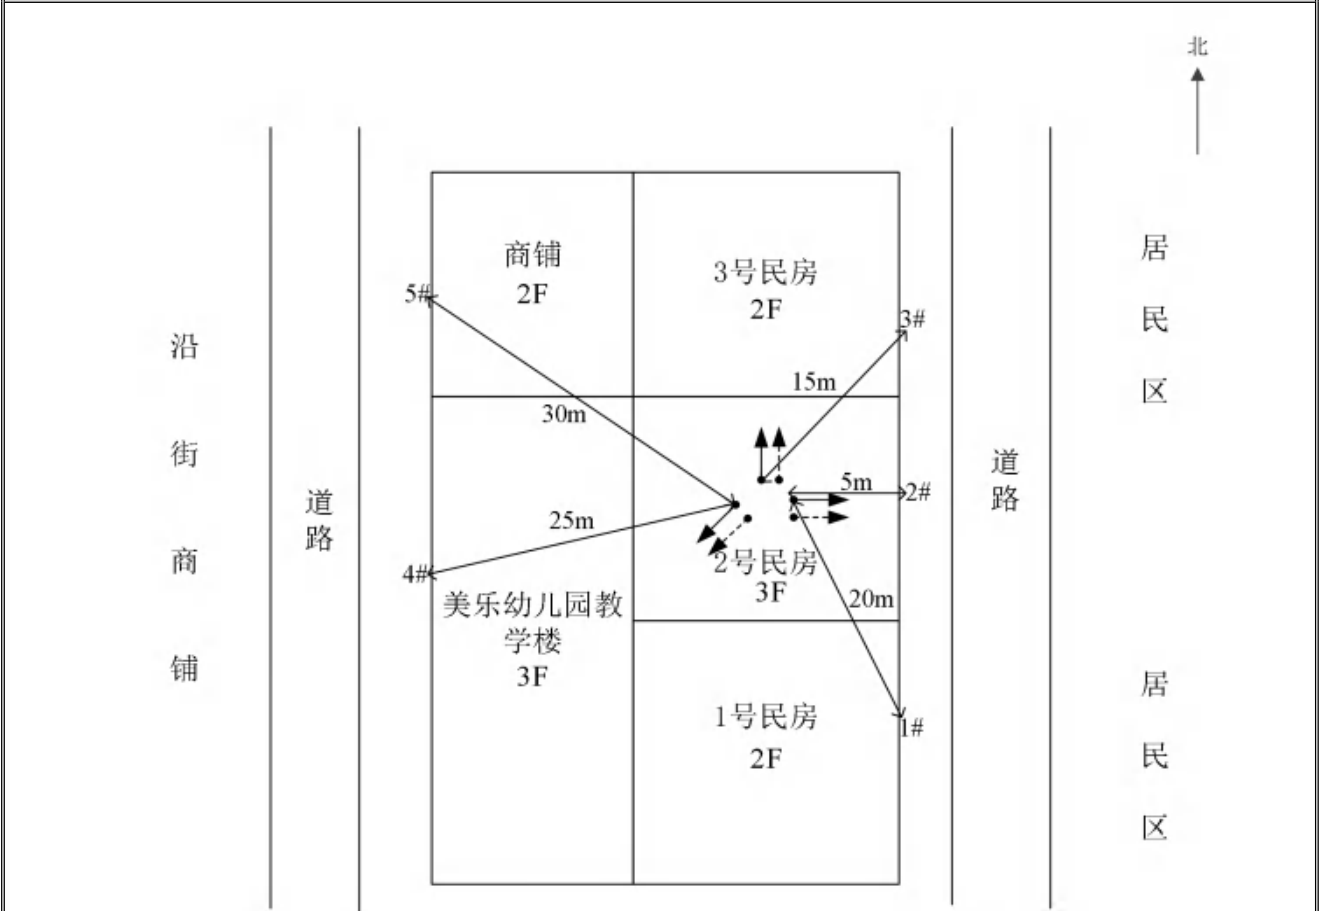 北
商铺
2F
3号民房
2F
5#
3#
15m
30m
5m
2#
25m
4#
2号民房
3F
20m
美乐幼儿园教
学楼
3F
1号民房
2F
1#
沿
街
商
铺
道
路
道
路
居
民
区
居
民
区